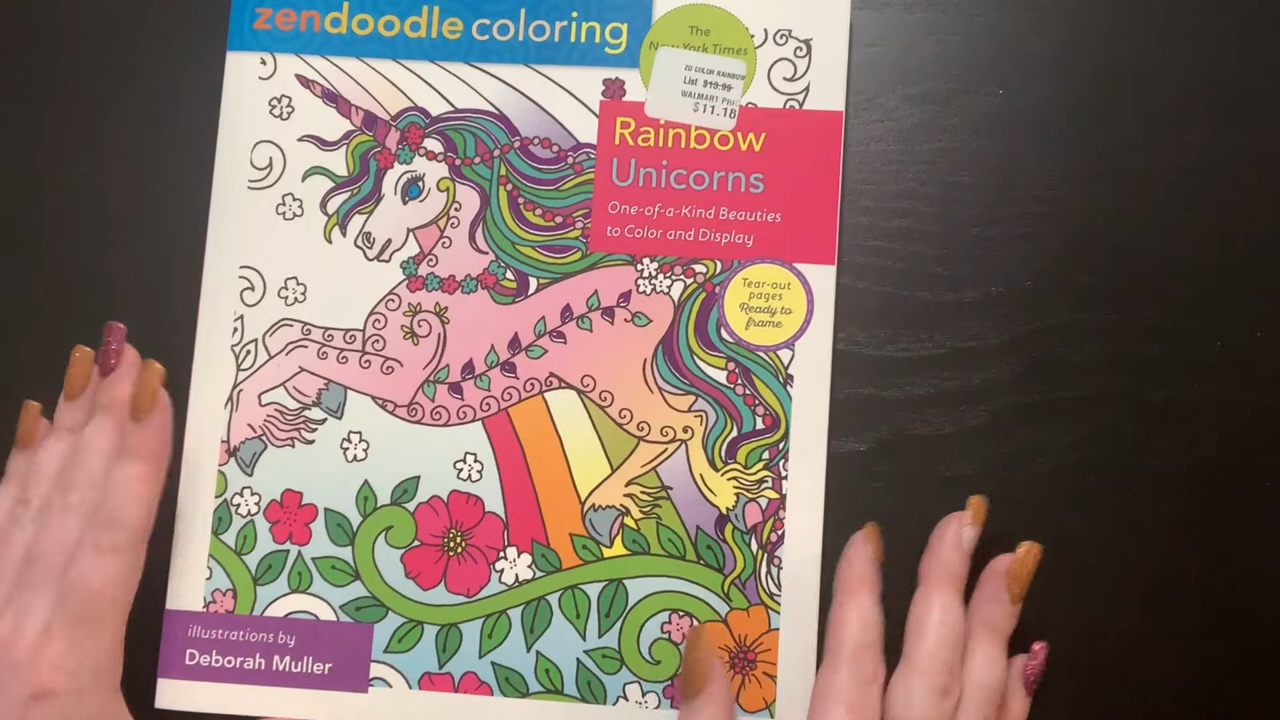 zendoodle coloring
The
New York Times
ZD COLOR RAINBOW
List $13.99
WALMART PRI
$11.18
Rainbow
Unicorns
One-of-a-Kind Beauties
to Color and Display
Tear-out
pages
Ready to
frame
illustrations by
Deborah Muller